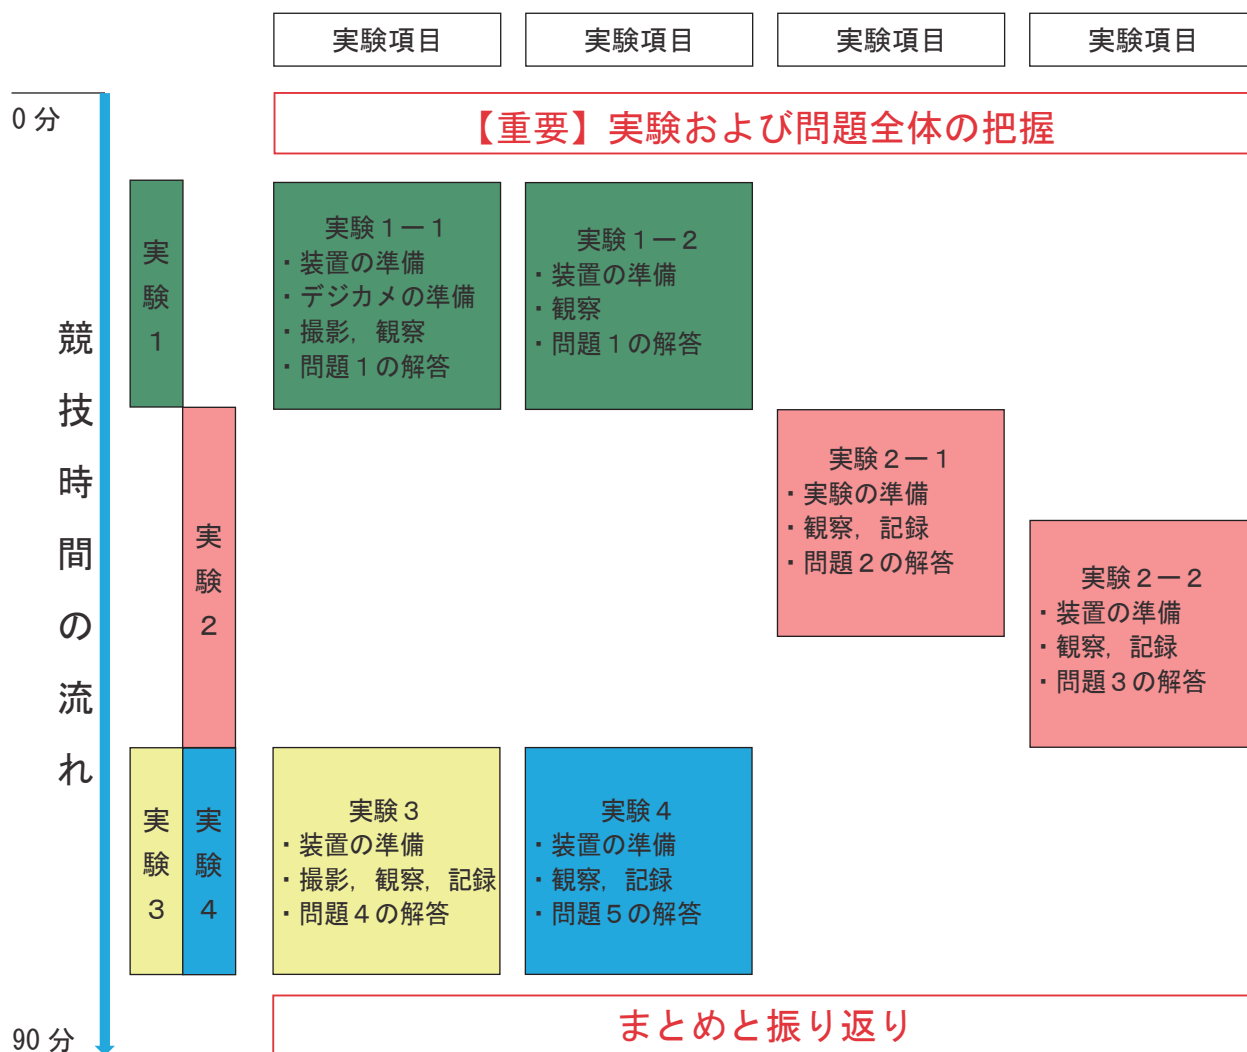 実験項目
実験項目
実験項目
実験項目
0分
【重要】実験および問題全体の把握
競技時間の流れ
実験1
実験1ー1
・装置の準備
・デジカメの準備
・撮影，観察
・問題1の解答
実験1ー2
・装置の準備
・観察
・問題1の解答
実験2
実験2ー1
・実験の準備
・観察，記録
・問題2の解答
実験2ー2
・装置の準備
・観察，記録
・問題3の解答
実験3
実験4
実験3
・装置の準備
・撮影，観察，記録
・問題4の解答
実験4
・装置の準備
・観察，記録
・問題5の解答
まとめと振り返り
90分